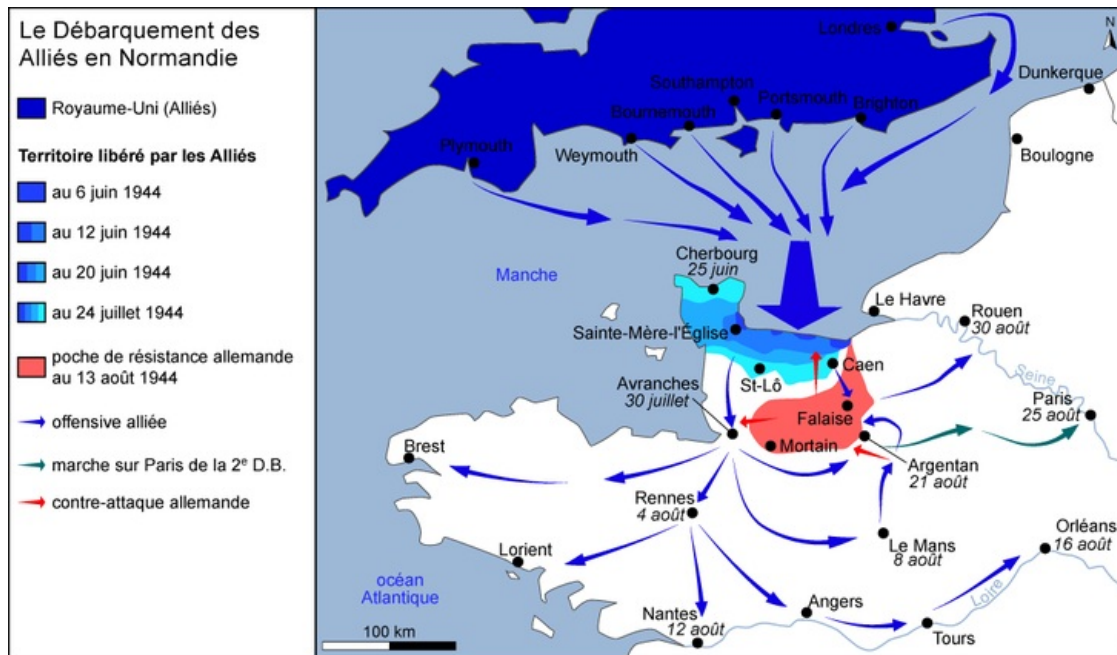 Le Débarquement des
Alliés en Normandie
Royaume-Uni (Alliés)
Territoire libéré par les Alliés
au 6 juin 1944
au 12 juin 1944
au 20 juin 1944
au 24 juillet 1944
poche de résistance allemande
au 13 août 1944
offensive alliée
marche sur Paris de la 2e D.B.
contre-attaque allemande
Londres
N
Dunkerque
Southampton
Portsmouth
Bournemouth
Brighton
Plymouth
Weymouth
Boulogne
Manche
Cherbourg
25 juin
Le Havre
Rouen
30 août
Sainte-Mère-l'Église
Caen
Seine
St-Lô
Avranches
30 juillet
Paris
25 août
Falaise
Brest
Mortain
Argentan
21 août
Rennes
4 août
Orléans
16 août
Le Mans
8 août
Lorient
océan
Atlantique
Loire
Nantes
12 août
Angers
Tours
100 km